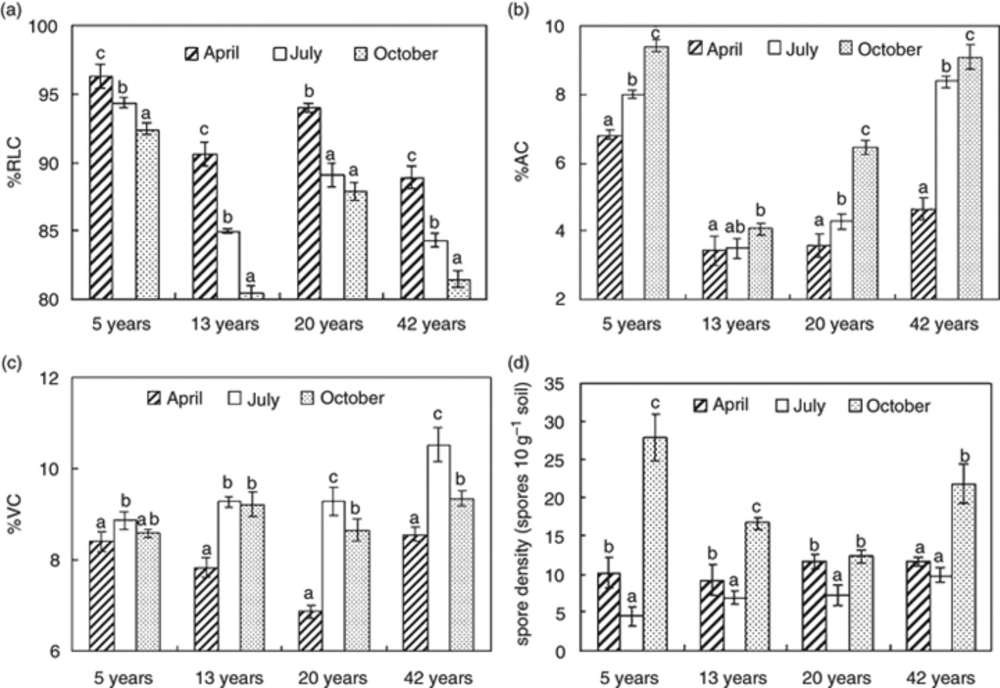 (a)
100
95
90
85
80
%RLC
April July October
c b a
c b a
b a a
c b a
5 years 13 years 20 years 42 years
(b)
10
8
6
4
2
%AC
April July October
a b c
a ab b
a b c
a b c
5 years 13 years 20 years 42 years
(c)
12
10
8
6
%VC
April July October
a b ab
a b b
a c b
a c b
5 years 13 years 20 years 42 years
(d)
35
30
25
20
15
10
5
0
spore density (spores 10 g⁻¹ soil)
April July October
b a c
b a c
b a b
a a b
5 years 13 years 20 years 42 years